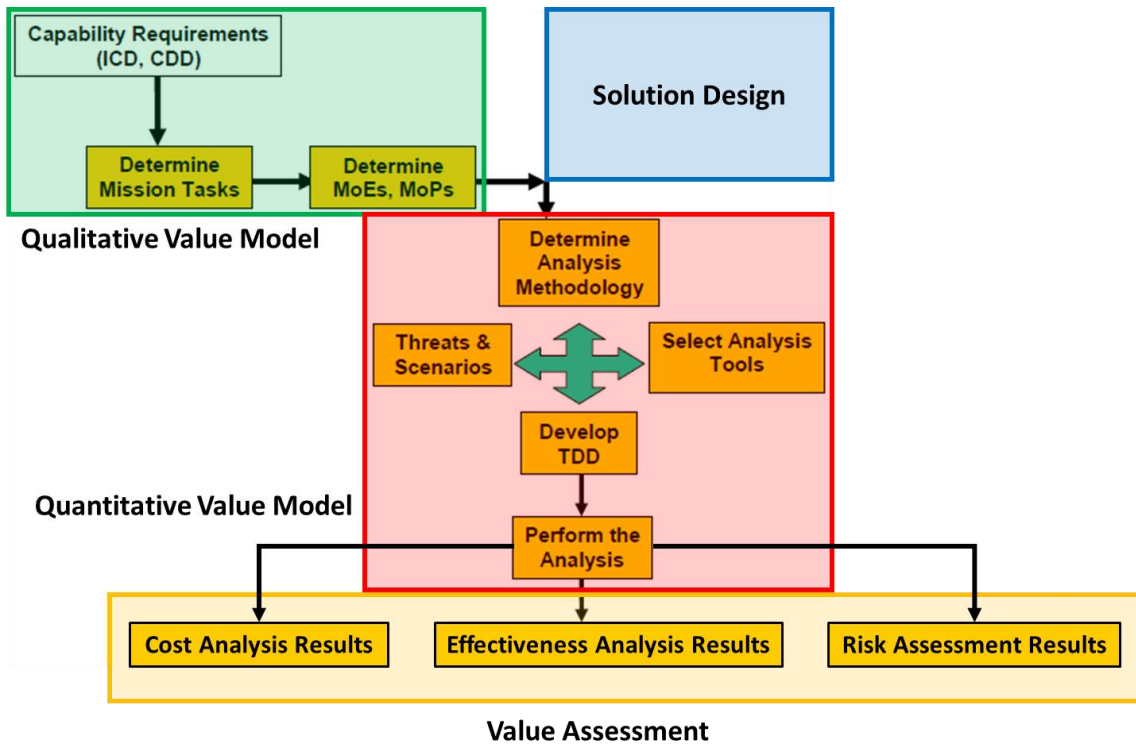 Capability Requirements
(ICD, CDD)
Solution Design
Determine
Mission Tasks
Determine
MoEs, MoPs
Qualitative Value Model
Determine
Analysis
Methodology
Threats &
Scenarios
Select Analysis
Tools
Develop
TDD
Quantitative Value Model
Perform the
Analysis
Cost Analysis Results
Effectiveness Analysis Results
Risk Assessment Results
Value Assessment